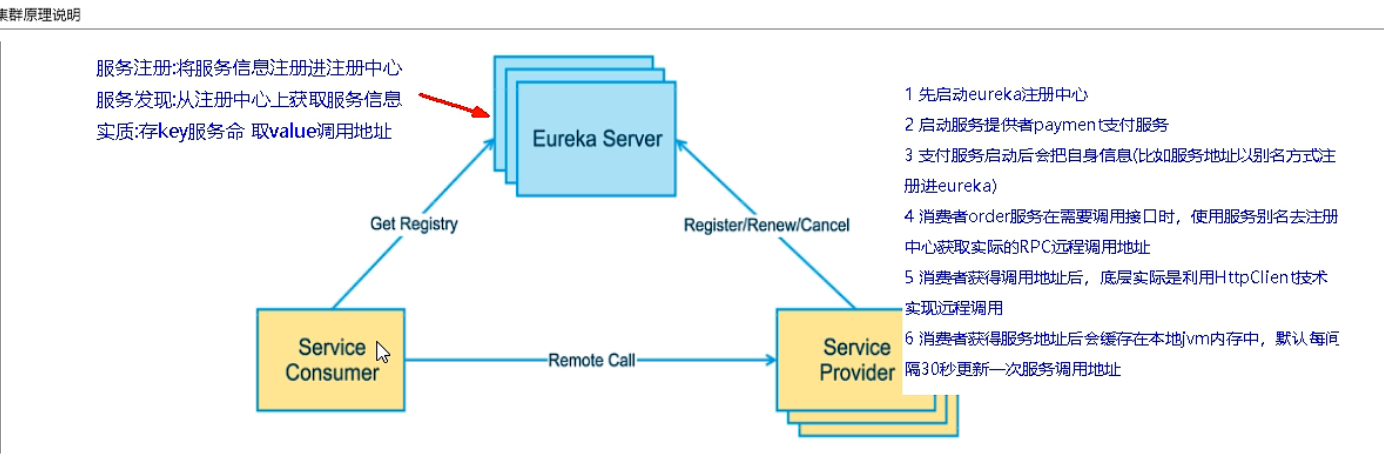 集群原理说明
服务注册:将服务信息注册进注册中心
服务发现:从注册中心上获取服务信息
实质:存key服务命 取value调用地址
Eureka Server
Get Registry
Register/Renew/Cancel
Service
Consumer
Remote Call
Service
Provider
1 先启动eureka注册中心
2 启动服务提供者payment支付服务
3 支付服务启动后会把自身信息(比如服务地址以别名方式注
册进eureka)
4 消费者order服务在需要调用接口时，使用服务别名去注册
中心获取实际的RPC远程调用地址
5 消费者获得调用地址后，底层实际是利用HttpClient技术
实现远程调用
6 消费者获得服务地址后会缓存在本地jvm内存中，默认每间
隔30秒更新一次服务调用地址